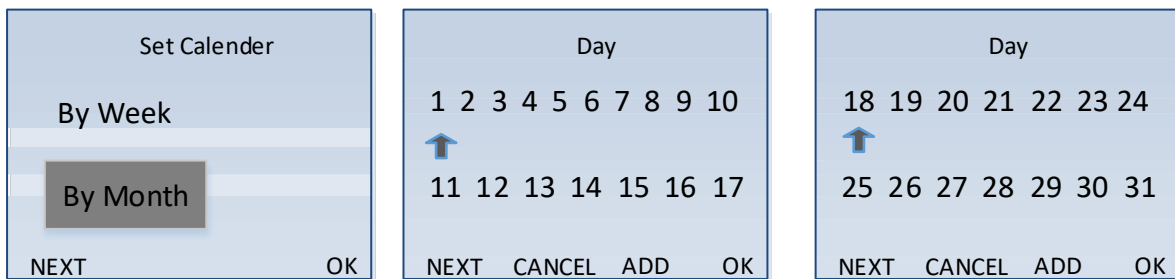 Set Calender
By Week
By Month
NEXT OK
Day
1 2 3 4 5 6 7 8 9 10
11 12 13 14 15 16 17
NEXT CANCEL ADD OK
Day
18 19 20 21 22 23 24
25 26 27 28 29 30 31
NEXT CANCEL ADD OK